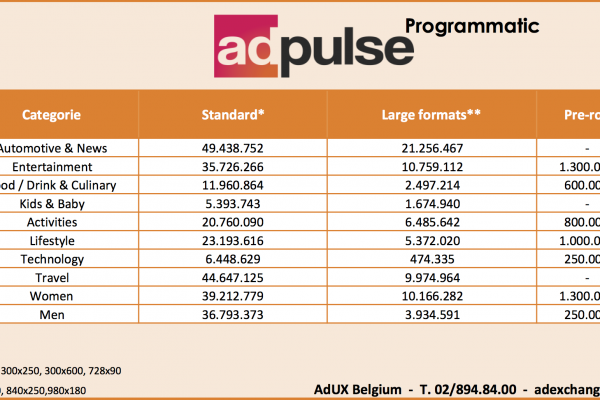 adpulse Programmatic
Categorie Standard* Large formats** Pre-ro
Automotive & News 49.438.752 21.256.467 -
Entertainment 35.726.266 10.759.112 1.300.0
ood / Drink & Culinary 11.960.864 2.497.214 600.00
Kids & Baby 5.393.743 1.674.940 -
Activities 20.760.090 6.485.642 800.00
Lifestyle 23.193.616 5.372.020 1.000.0
Technology 6.448.629 474.335 250.00
Travel 44.647.125 9.974.964 -
Women 39.212.779 10.166.282 1.300.0
Men 36.793.373 3.934.591 250.00
300x250, 300x600, 728x90
, 840x250,980x180
AdUX Belgium - T. 02/894.84.00 - adexchang